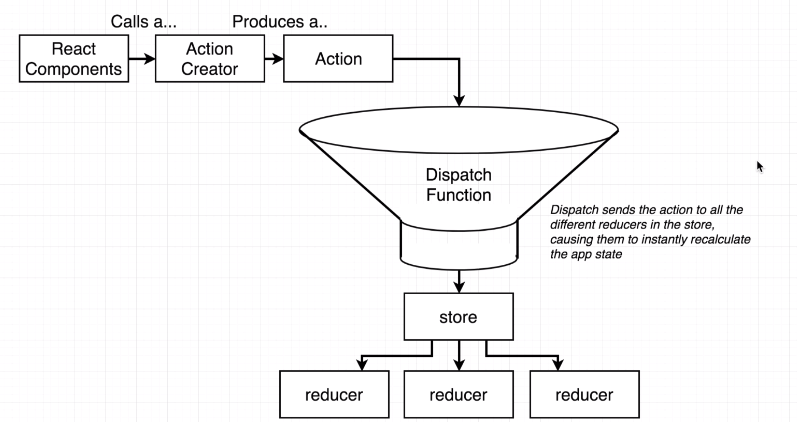 Calls a...
Produces a..
React
Components
Action
Creator
Action
Dispatch
Function
Dispatch sends the action to all the
different reducers in the store,
causing them to instantly recalculate
the app state
store
reducer
reducer
reducer